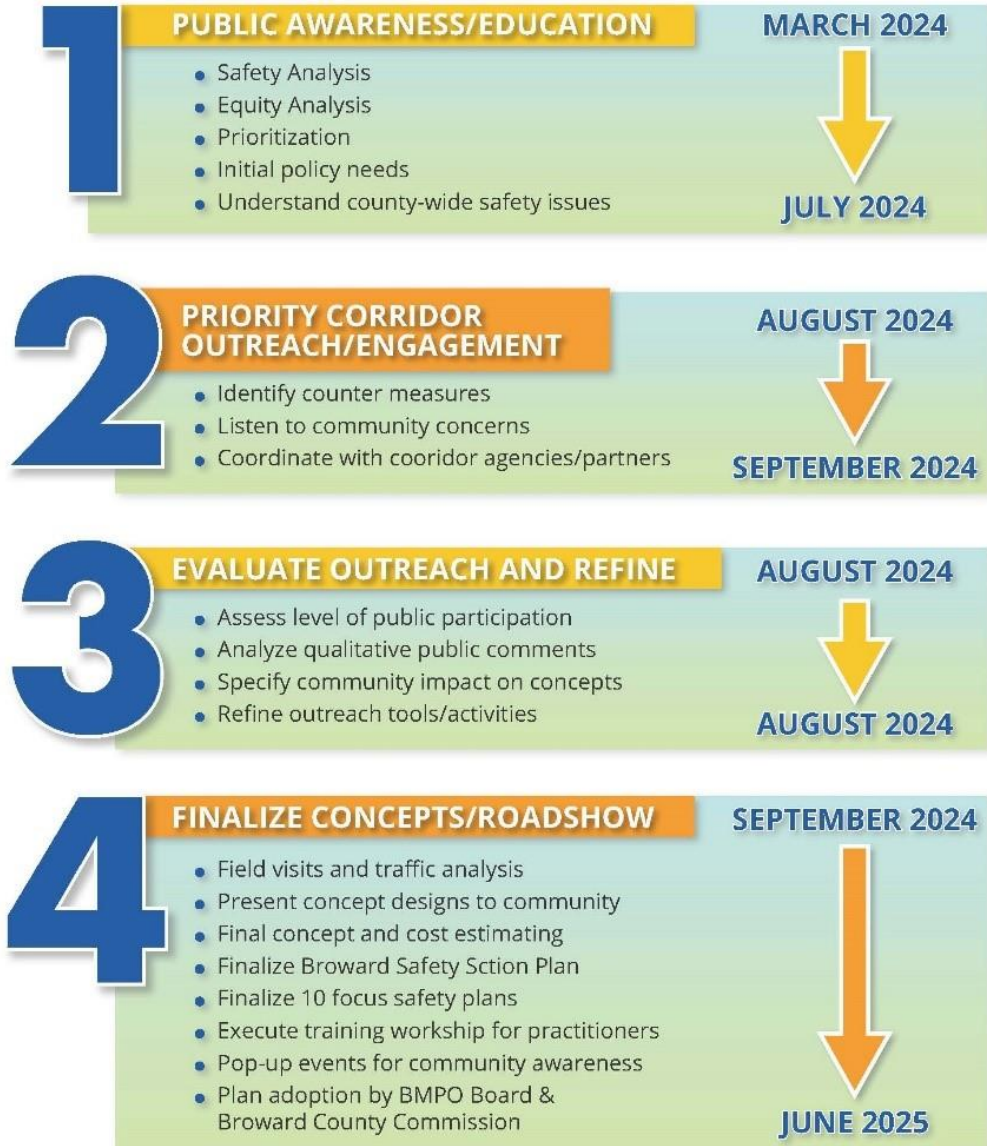 1
PUBLIC AWARENESS/EDUCATION
• Safety Analysis
• Equity Analysis
• Prioritization
• Initial policy needs
• Understand county-wide safety issues
MARCH 2024
JULY 2024
2
PRIORITY CORRIDOR
OUTREACH/ENGAGEMENT
• Identify counter measures
• Listen to community concerns
• Coordinate with cooridor agencies/partners
AUGUST 2024
SEPTEMBER 2024
3
EVALUATE OUTREACH AND REFINE
• Assess level of public participation
• Analyze qualitative public comments
• Specify community impact on concepts
• Refine outreach tools/activities
AUGUST 2024
AUGUST 2024
4
FINALIZE CONCEPTS/ROADSHOW
• Field visits and traffic analysis
• Present concept designs to community
• Final concept and cost estimating
• Finalize Broward Safety Sction Plan
• Finalize 10 focus safety plans
• Execute training workship for practitioners
• Pop-up events for community awareness
• Plan adoption by BMPO Board &
Broward County Commission
SEPTEMBER 2024
JUNE 2025